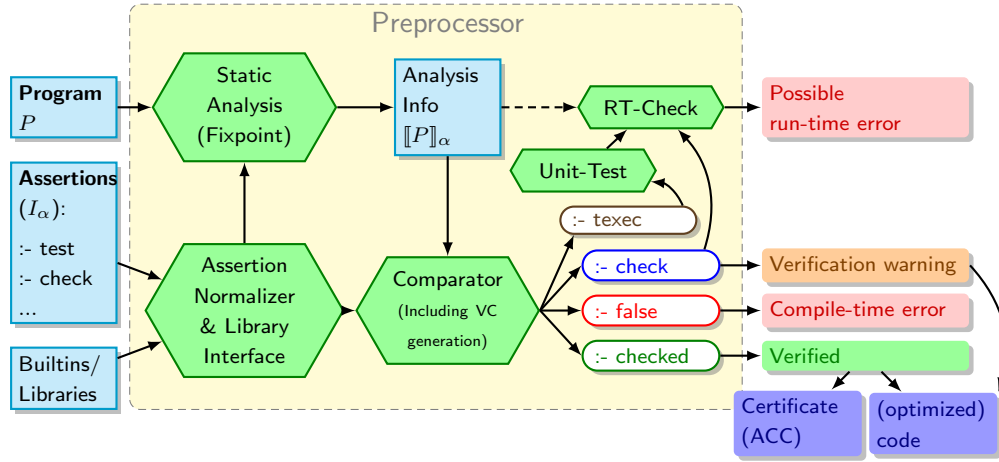 Preprocessor
Program
P
Static
Analysis
(Fixpoint)
Analysis
Info
⟦P⟧α
RT-Check
Possible
run-time error
Unit-Test
Assertions
(Iα):
:- test
:- check
...
:- texec
Assertion
Normalizer
& Library
Interface
Comparator
(Including VC
generation)
:- check
Verification warning
:- false
Compile-time error
:- checked
Verified
Builtins/
Libraries
Certificate
(ACC)
(optimized)
code